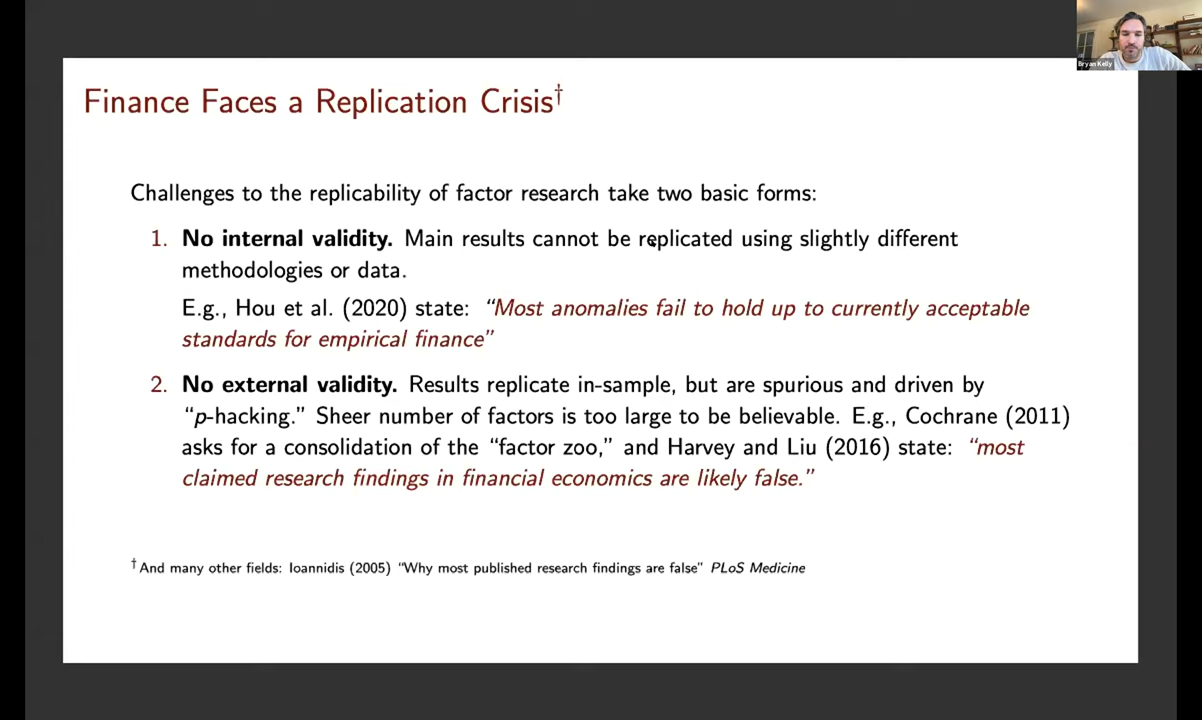 Bryan Kelly
Finance Faces a Replication Crisis†
Challenges to the replicability of factor research take two basic forms:
1. No internal validity. Main results cannot be replicated using slightly different
methodologies or data.
E.g., Hou et al. (2020) state: “Most anomalies fail to hold up to currently acceptable
standards for empirical finance”
2. No external validity. Results replicate in-sample, but are spurious and driven by
“p-hacking.” Sheer number of factors is too large to be believable. E.g., Cochrane (2011)
asks for a consolidation of the “factor zoo,” and Harvey and Liu (2016) state: “most
claimed research findings in financial economics are likely false.”
†And many other fields: Ioannidis (2005) “Why most published research findings are false” PLoS Medicine